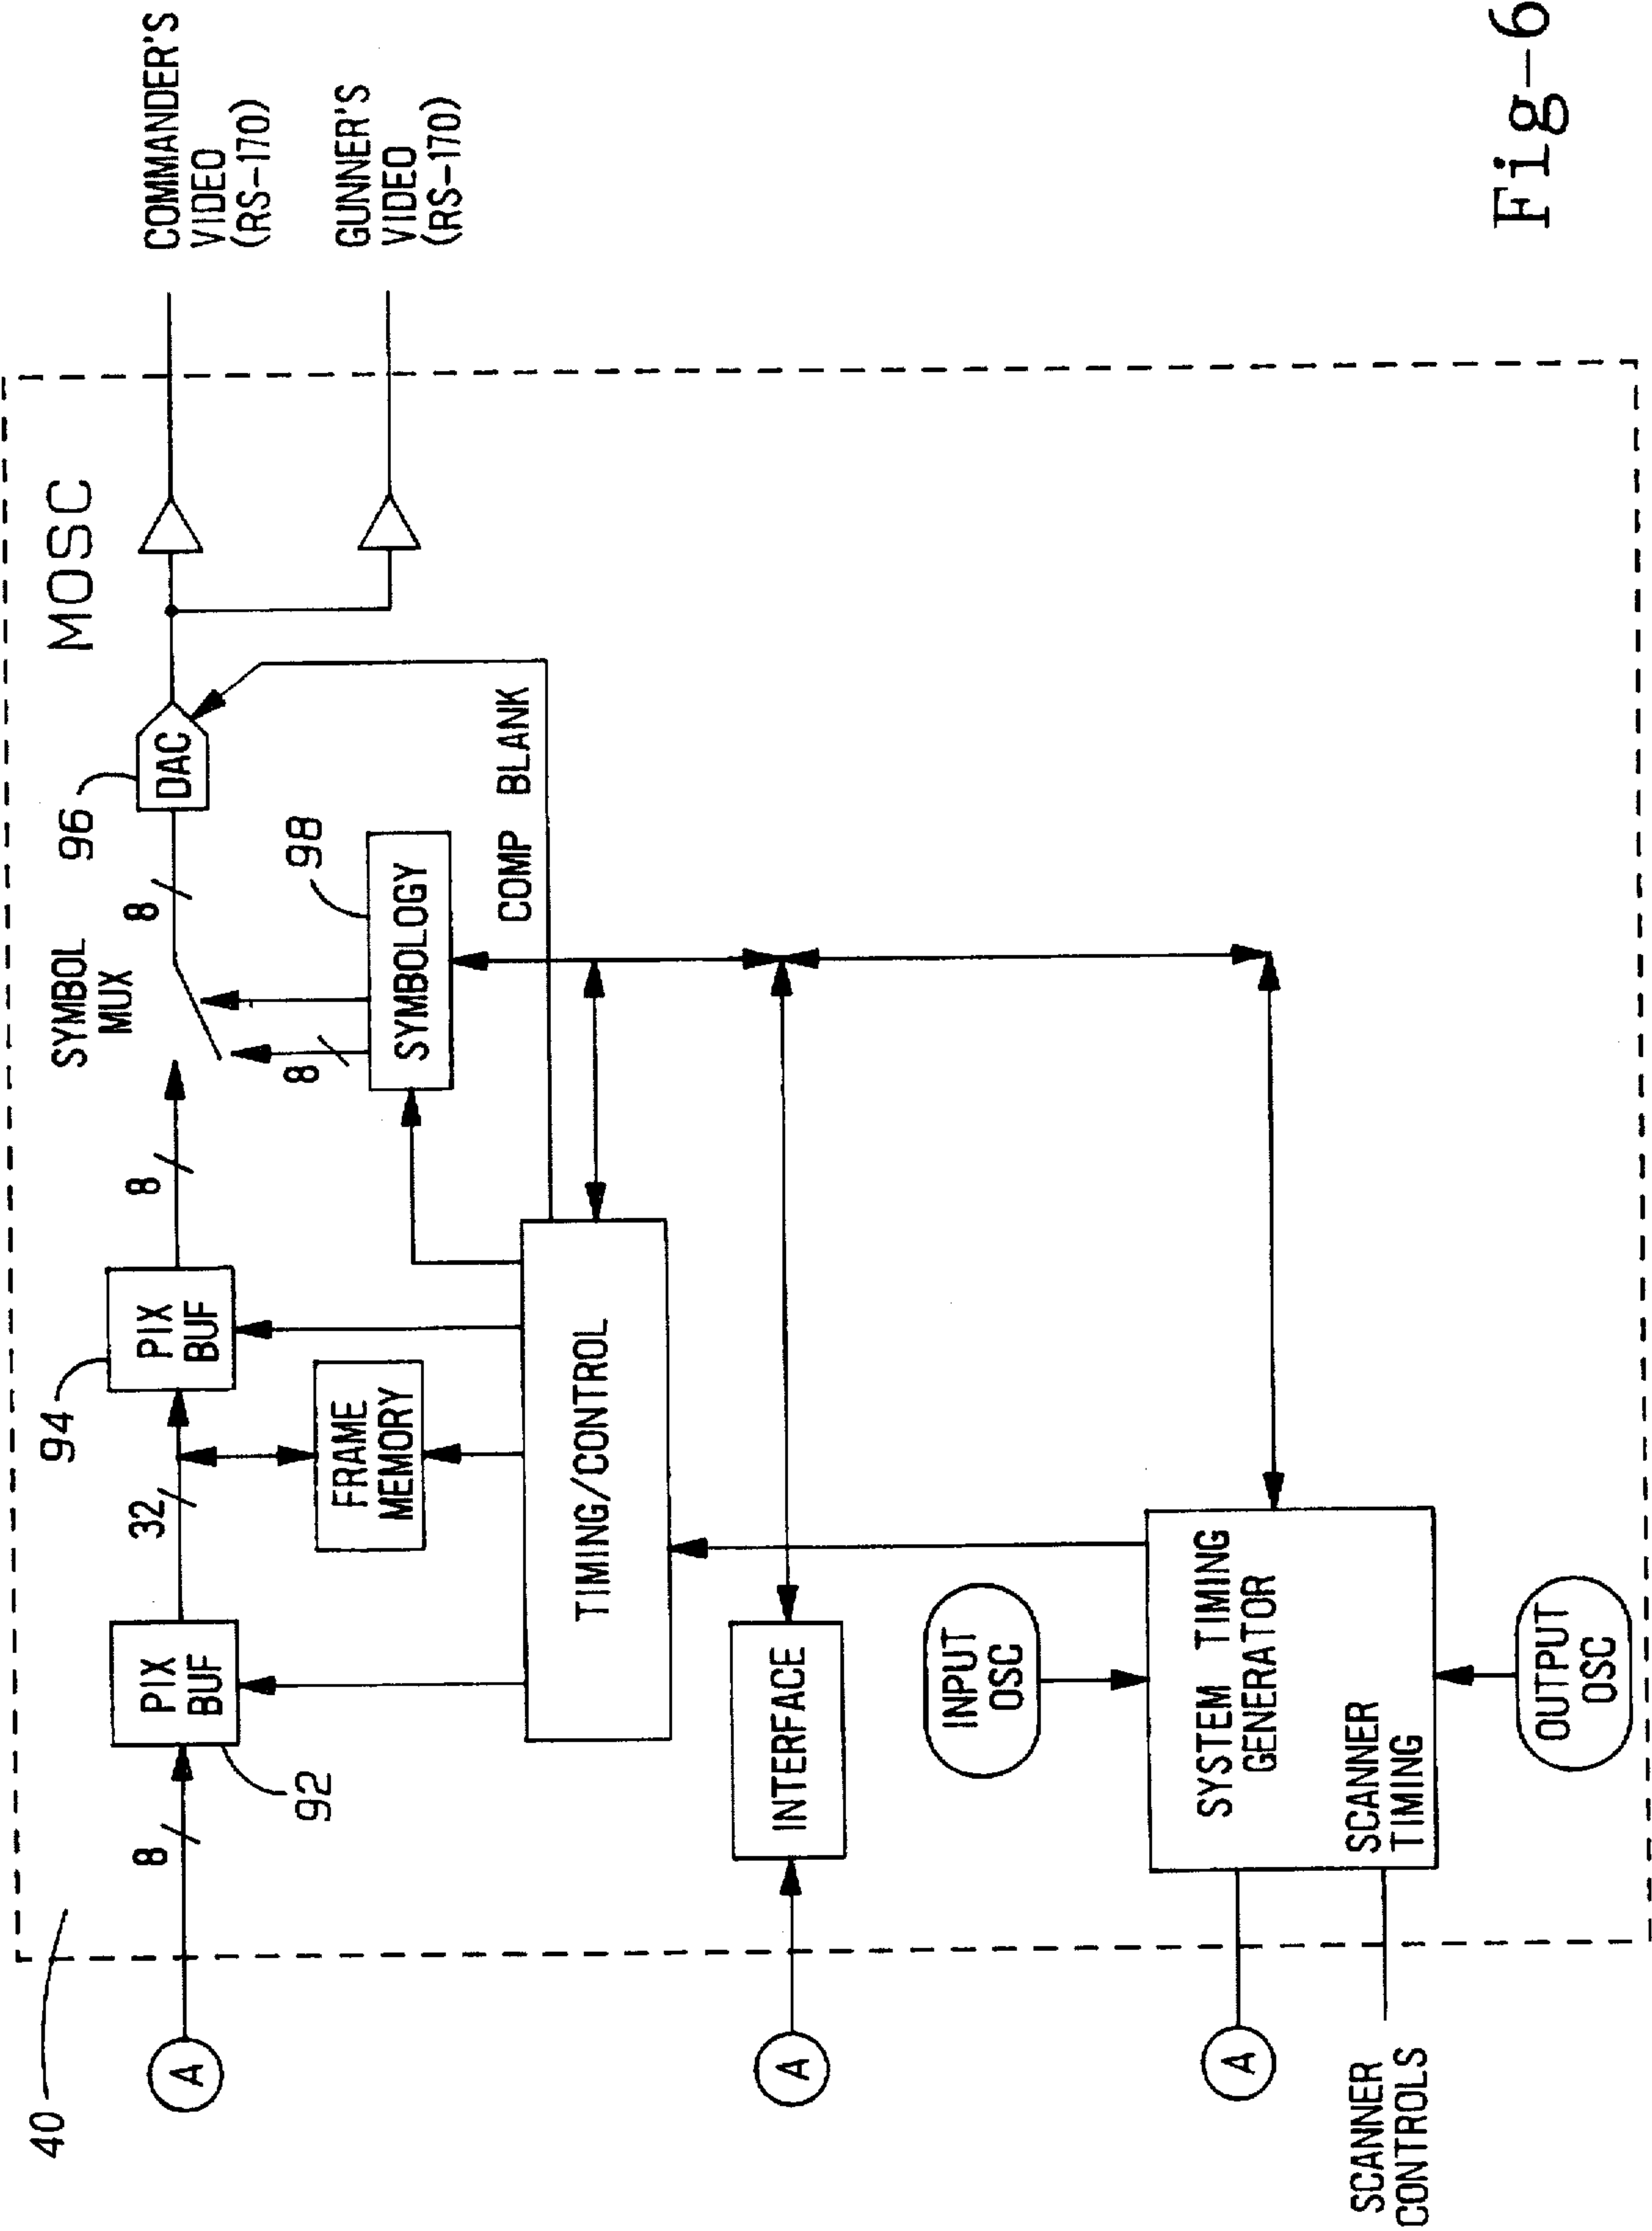 40
MOSC
A
8
PIX
BUF
92
32
94
PIX
BUF
8
SYMBOL
MUX
8
96
DAC
COMMANDER'S
VIDEO
(RS-170)
GUNNER'S
VIDEO
(RS-170)
FRAME
MEMORY
8
98
SYMBOLOGY
COMP BLANK
TIMING/CONTROL
A
INTERFACE
INPUT
OSC
A
SYSTEM TIMING
GENERATOR
SCANNER
TIMING
SCANNER
CONTROLS
OUTPUT
OSC
Fig-6